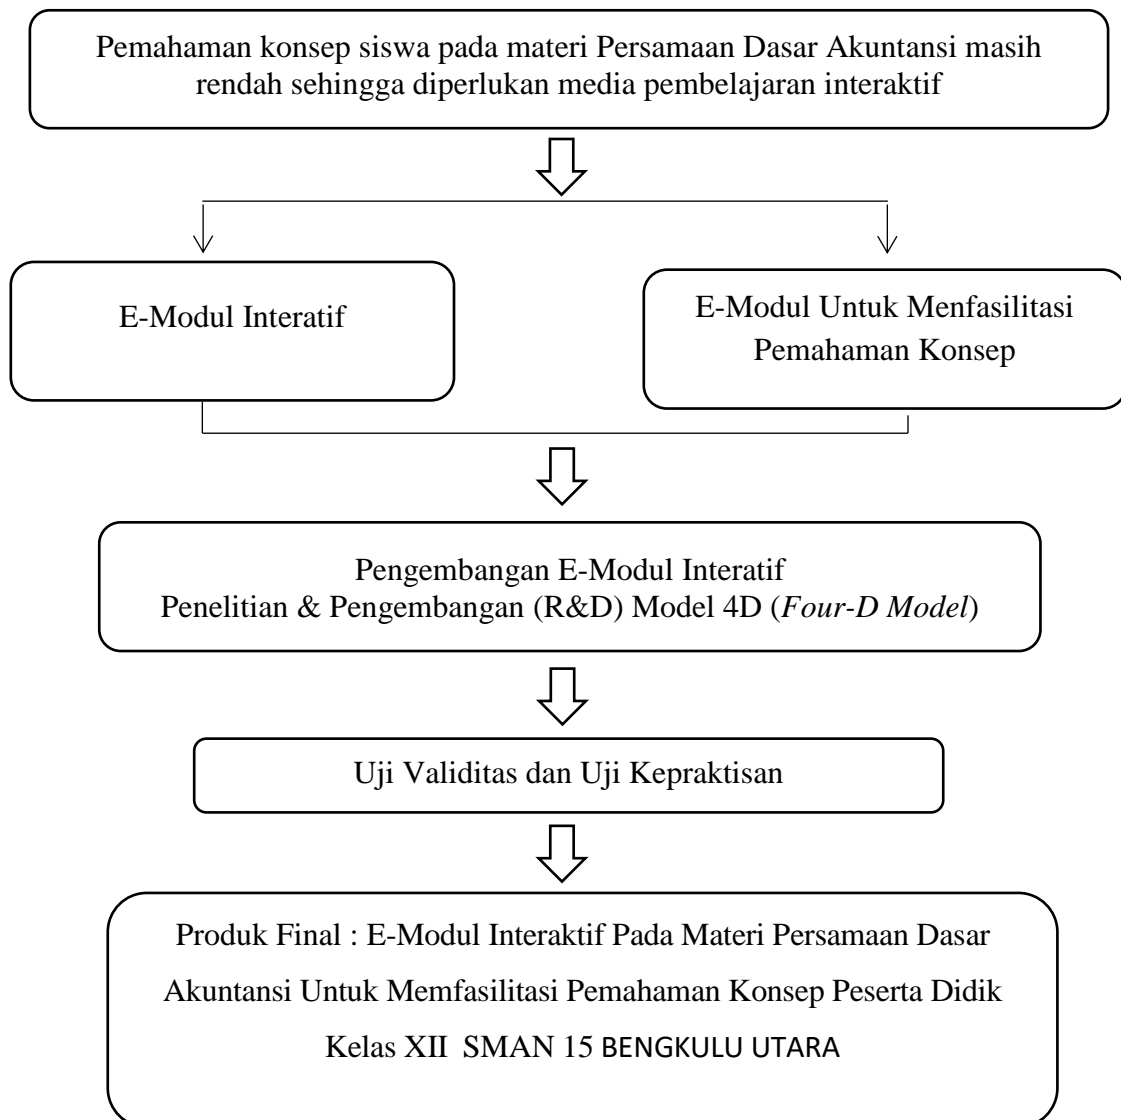 Pemahaman konsep siswa pada materi Persamaan Dasar Akuntansi masih
rendah sehingga diperlukan media pembelajaran interaktif
E-Modul Interatif
E-Modul Untuk Menfasilitasi
Pemahaman Konsep
Pengembangan E-Modul Interatif
Penelitian & Pengembangan (R&D) Model 4D (Four-D Model)
Uji Validitas dan Uji Kepraktisan
Produk Final : E-Modul Interaktif Pada Materi Persamaan Dasar
Akuntansi Untuk Memfasilitasi Pemahaman Konsep Peserta Didik
Kelas XII SMAN 15 BENGKULU UTARA